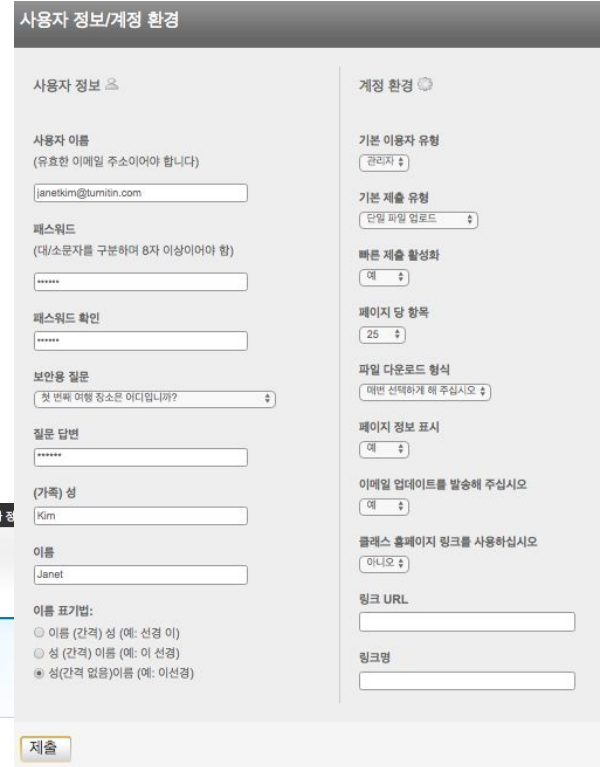 사용자 정보/계정 환경
사용자 정보
사용자 이름
(유효한 이메일 주소이어야 합니다)
janetkim@turnitin.com
패스워드
(대/소문자를 구분하며 8자 이상이어야 함)
••••••
패스워드 확인
••••••
보안용 질문
첫 번째 여행 장소은 어디입니까?
질문 답변
••••••
(가족) 성
Kim
이름
Janet
이름 표기법:
이름 (간격) 성 (예: 선경 이)
성 (간격) 이름 (예: 이 선경)
성(간격 없음)이름 (예: 이선경)
계정 환경
기본 이용자 유형
관리자
기본 제출 유형
단일 파일 업로드
빠른 제출 활성화
예
페이지 당 항목
25
파일 다운로드 형식
매번 선택하게 해 주십시오
페이지 정보 표시
예
이메일 업데이트를 발송해 주십시오
예
클래스 홈페이지 링크를 사용하십시오
아니오
링크 URL
링크명
제출